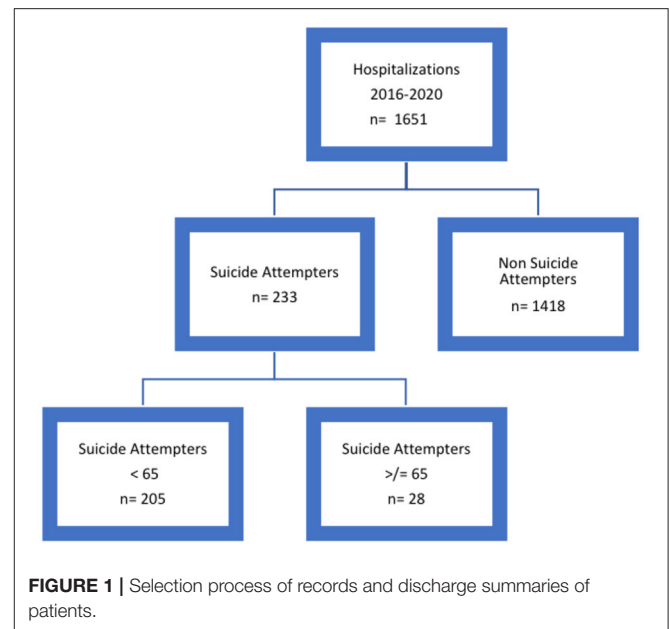 Hospitalizations
2016-2020
n= 1651
Suicide Attempters
n= 233
Non Suicide
Attempters
n= 1418
Suicide Attempters
< 65
n= 205
Suicide Attempters
>/= 65
n= 28
FIGURE 1 | Selection process of records and discharge summaries of
patients.